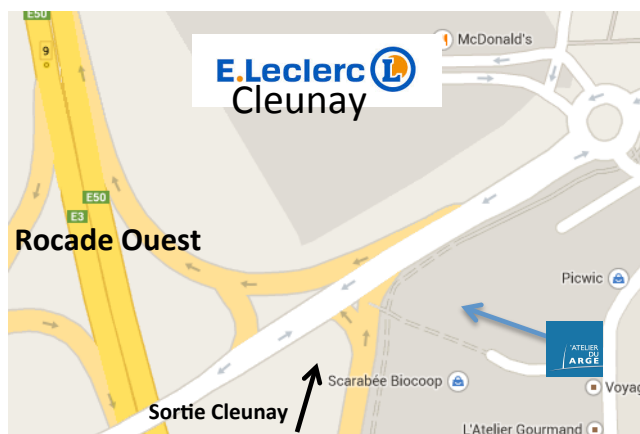 E50
9
McDonald's
E.Leclerc L
Cleunay
E50
E3
Rocade Ouest
Picwic
L'ATELIER
DU
ARGÉ
Scarabée Biocoop
Voyag
Sortie Cleunay
L'Atelier Gourmand